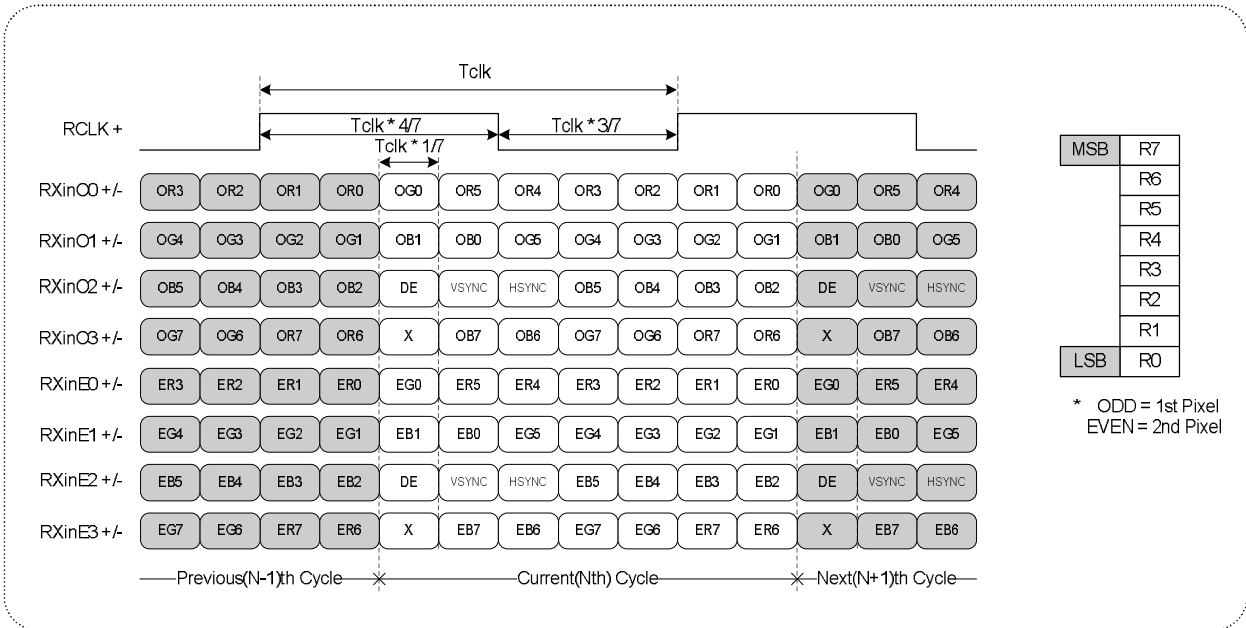 Tclk
RCLK +
Tclk * 4/7
Tclk * 3/7
Tclk * 1/7
RXinO0 +/- OR3 OR2 OR1 OR0 OG0 OR5 OR4 OR3 OR2 OR1 OR0 OG0 OR5 OR4
RXinO1 +/- OG4 OG3 OG2 OG1 OB1 OB0 OG5 OG4 OG3 OG2 OG1 OB1 OB0 OG5
RXinO2 +/- OB5 OB4 OB3 OB2 DE VSYNC HSYNC OB5 OB4 OB3 OB2 DE VSYNC HSYNC
RXinO3 +/- OG7 OG6 OR7 OR6 X OB7 OB6 OG7 OG6 OR7 OR6 X OB7 OB6
RXinE0 +/- ER3 ER2 ER1 ER0 EG0 ER5 ER4 ER3 ER2 ER1 ER0 EG0 ER5 ER4
RXinE1 +/- EG4 EG3 EG2 EG1 EB1 EB0 EG5 EG4 EG3 EG2 EG1 EB1 EB0 EG5
RXinE2 +/- EB5 EB4 EB3 EB2 DE VSYNC HSYNC EB5 EB4 EB3 EB2 DE VSYNC HSYNC
RXinE3 +/- EG7 EG6 ER7 ER6 X EB7 EB6 EG7 EG6 ER7 ER6 X EB7 EB6
Previous(N-1)th Cycle Current(Nth) Cycle Next(N+1)th Cycle
MSB R7
R6
R5
R4
R3
R2
R1
LSB R0
* ODD = 1st Pixel
EVEN = 2nd Pixel